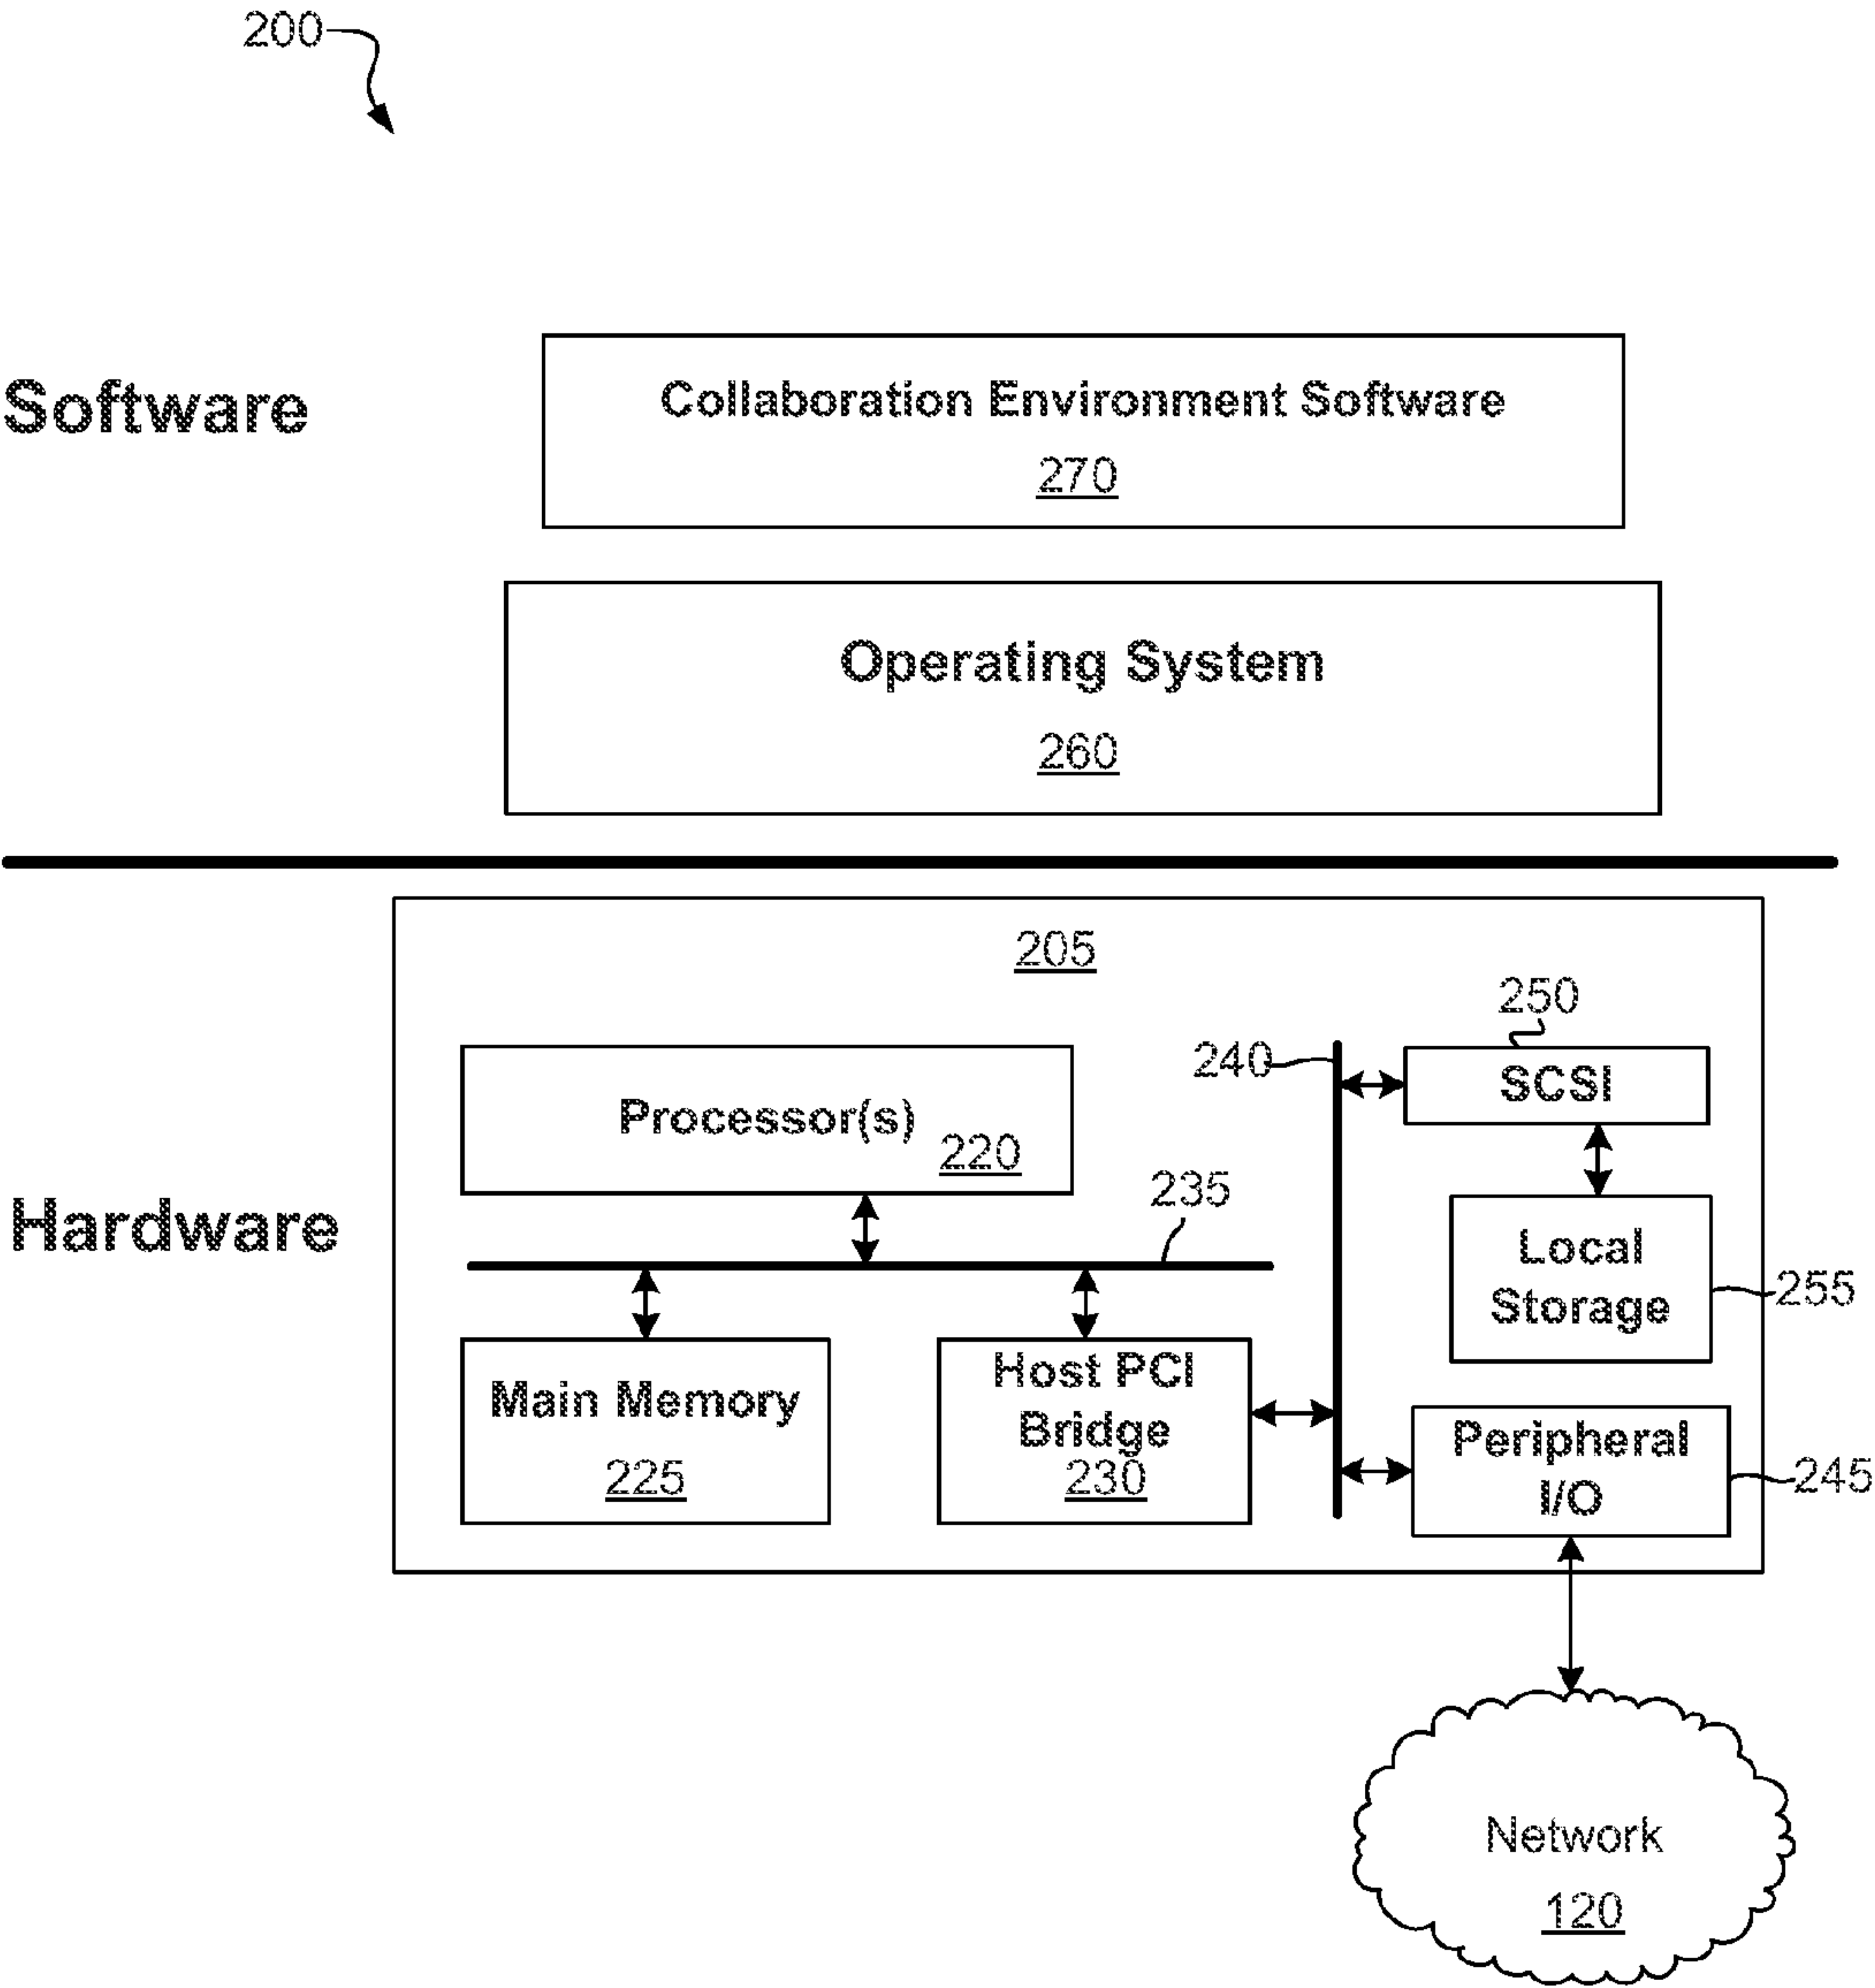 200
Software
Collaboration Environment Software
270
Operating System
260
205
250
240
SCSI
Processor(s)
220
235
Hardware
Local
Storage
255
Main Memory
225
Host PCI
Bridge
230
Peripheral
I/O
245
Network
120